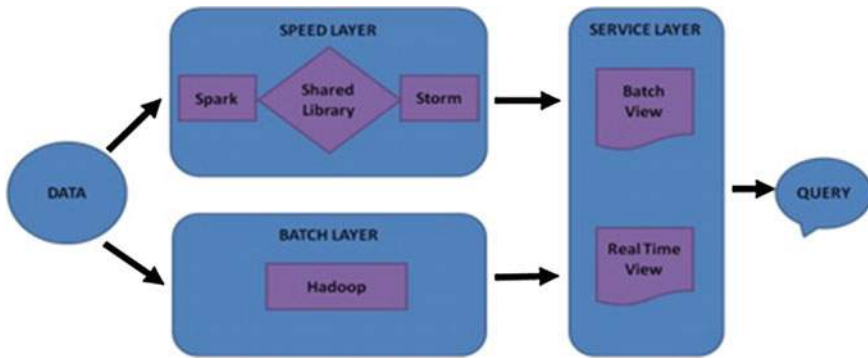 SPEED LAYER
Spark
Shared
Library
Storm
SERVICE LAYER
Batch
View
DATA
QUERY
BATCH LAYER
Hadoop
Real Time
View